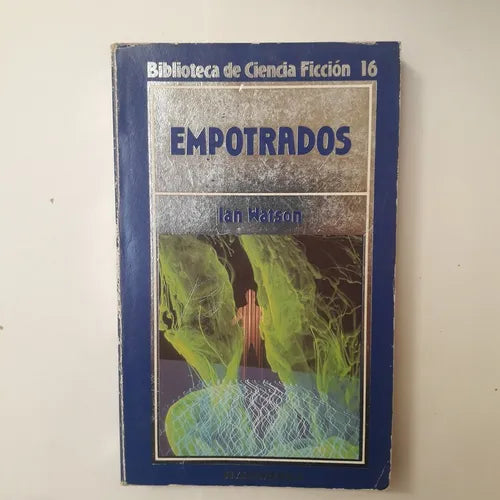 Biblioteca de Ciencia Ficción 16
EMPOTRADOS
Ian Watson